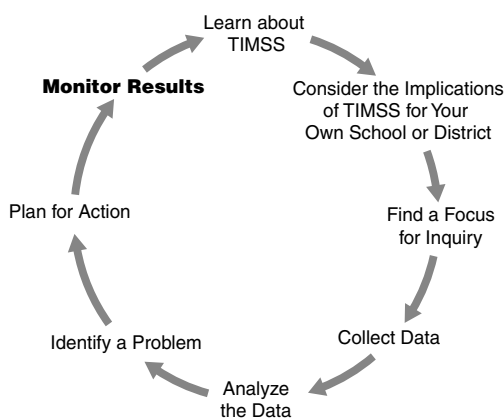 Learn about
TIMSS
Consider the Implications
of TIMSS for Your
Own School or District
Find a Focus
for Inquiry
Collect Data
Analyze
the Data
Identify a Problem
Plan for Action
Monitor Results